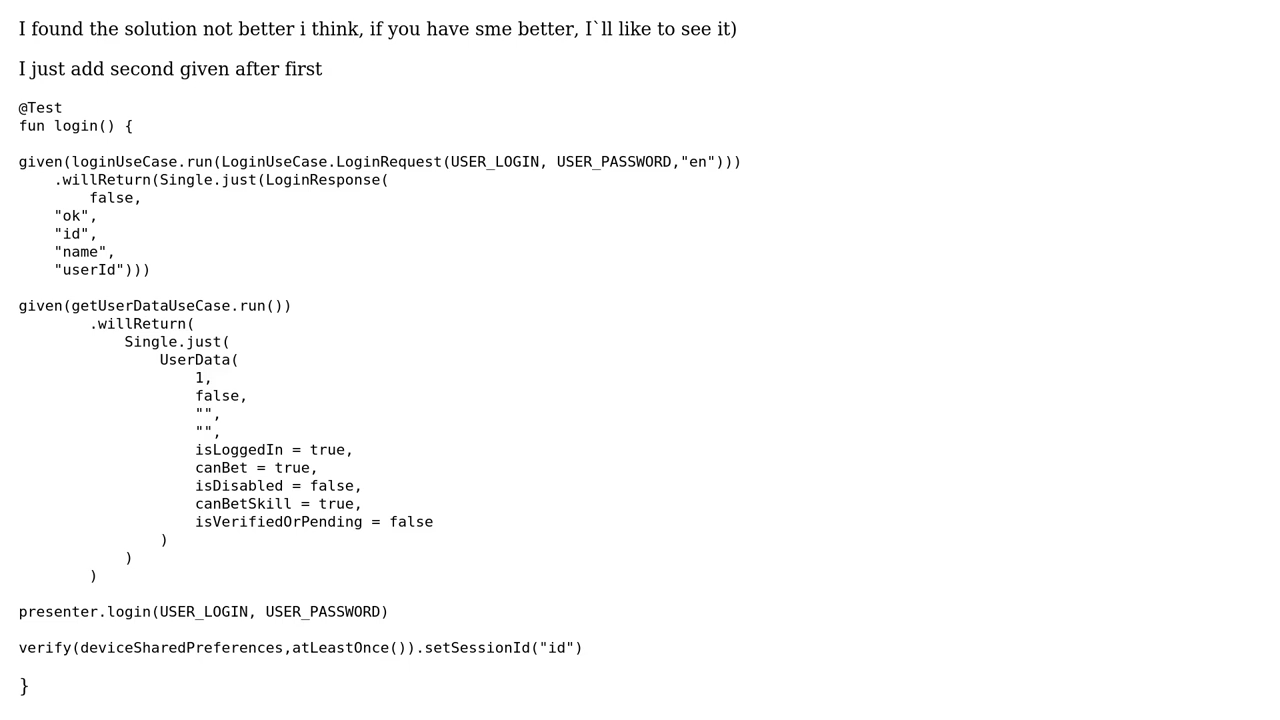 I found the solution not better i think, if you have sme better, I`ll like to see it)
I just add second given after first
@Test
fun login() {
given(loginUseCase.run(LoginUseCase.LoginRequest(USER_LOGIN, USER_PASSWORD,"en")))
    .willReturn(Single.just(LoginResponse(
        false,
    "ok",
    "id",
    "name",
    "userId")))
given(getUserDataUseCase.run())
        .willReturn(
            Single.just(
                UserData(
                    1,
                    false,
                    "",
                    "",
                    isLoggedIn = true,
                    canBet = true,
                    isDisabled = false,
                    canBetSkill = true,
                    isVerifiedOrPending = false
                )
            )
        )
presenter.login(USER_LOGIN, USER_PASSWORD)
verify(deviceSharedPreferences,atLeastOnce()).setSessionId("id")
}